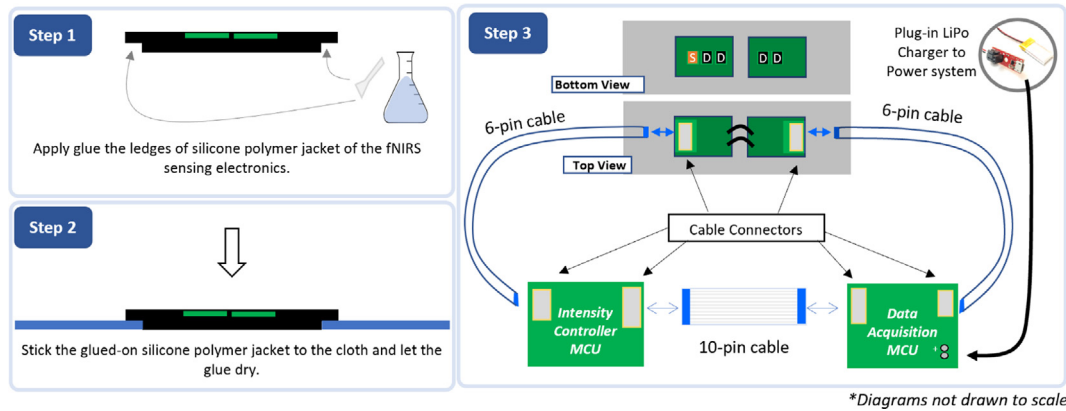 Step 1
Apply glue the ledges of silicone polymer jacket of the fNIRS
sensing electronics.
Step 2
Stick the glued-on silicone polymer jacket to the cloth and let the
glue dry.
Step 3
S D D
D D
Bottom View
Plug-in LiPo
Charger to
Power system
6-pin cable
6-pin cable
Top View
Cable Connectors
Intensity
Controller
MCU
10-pin cable
Data
Acquisition
MCU
+
*Diagrams not drawn to scale